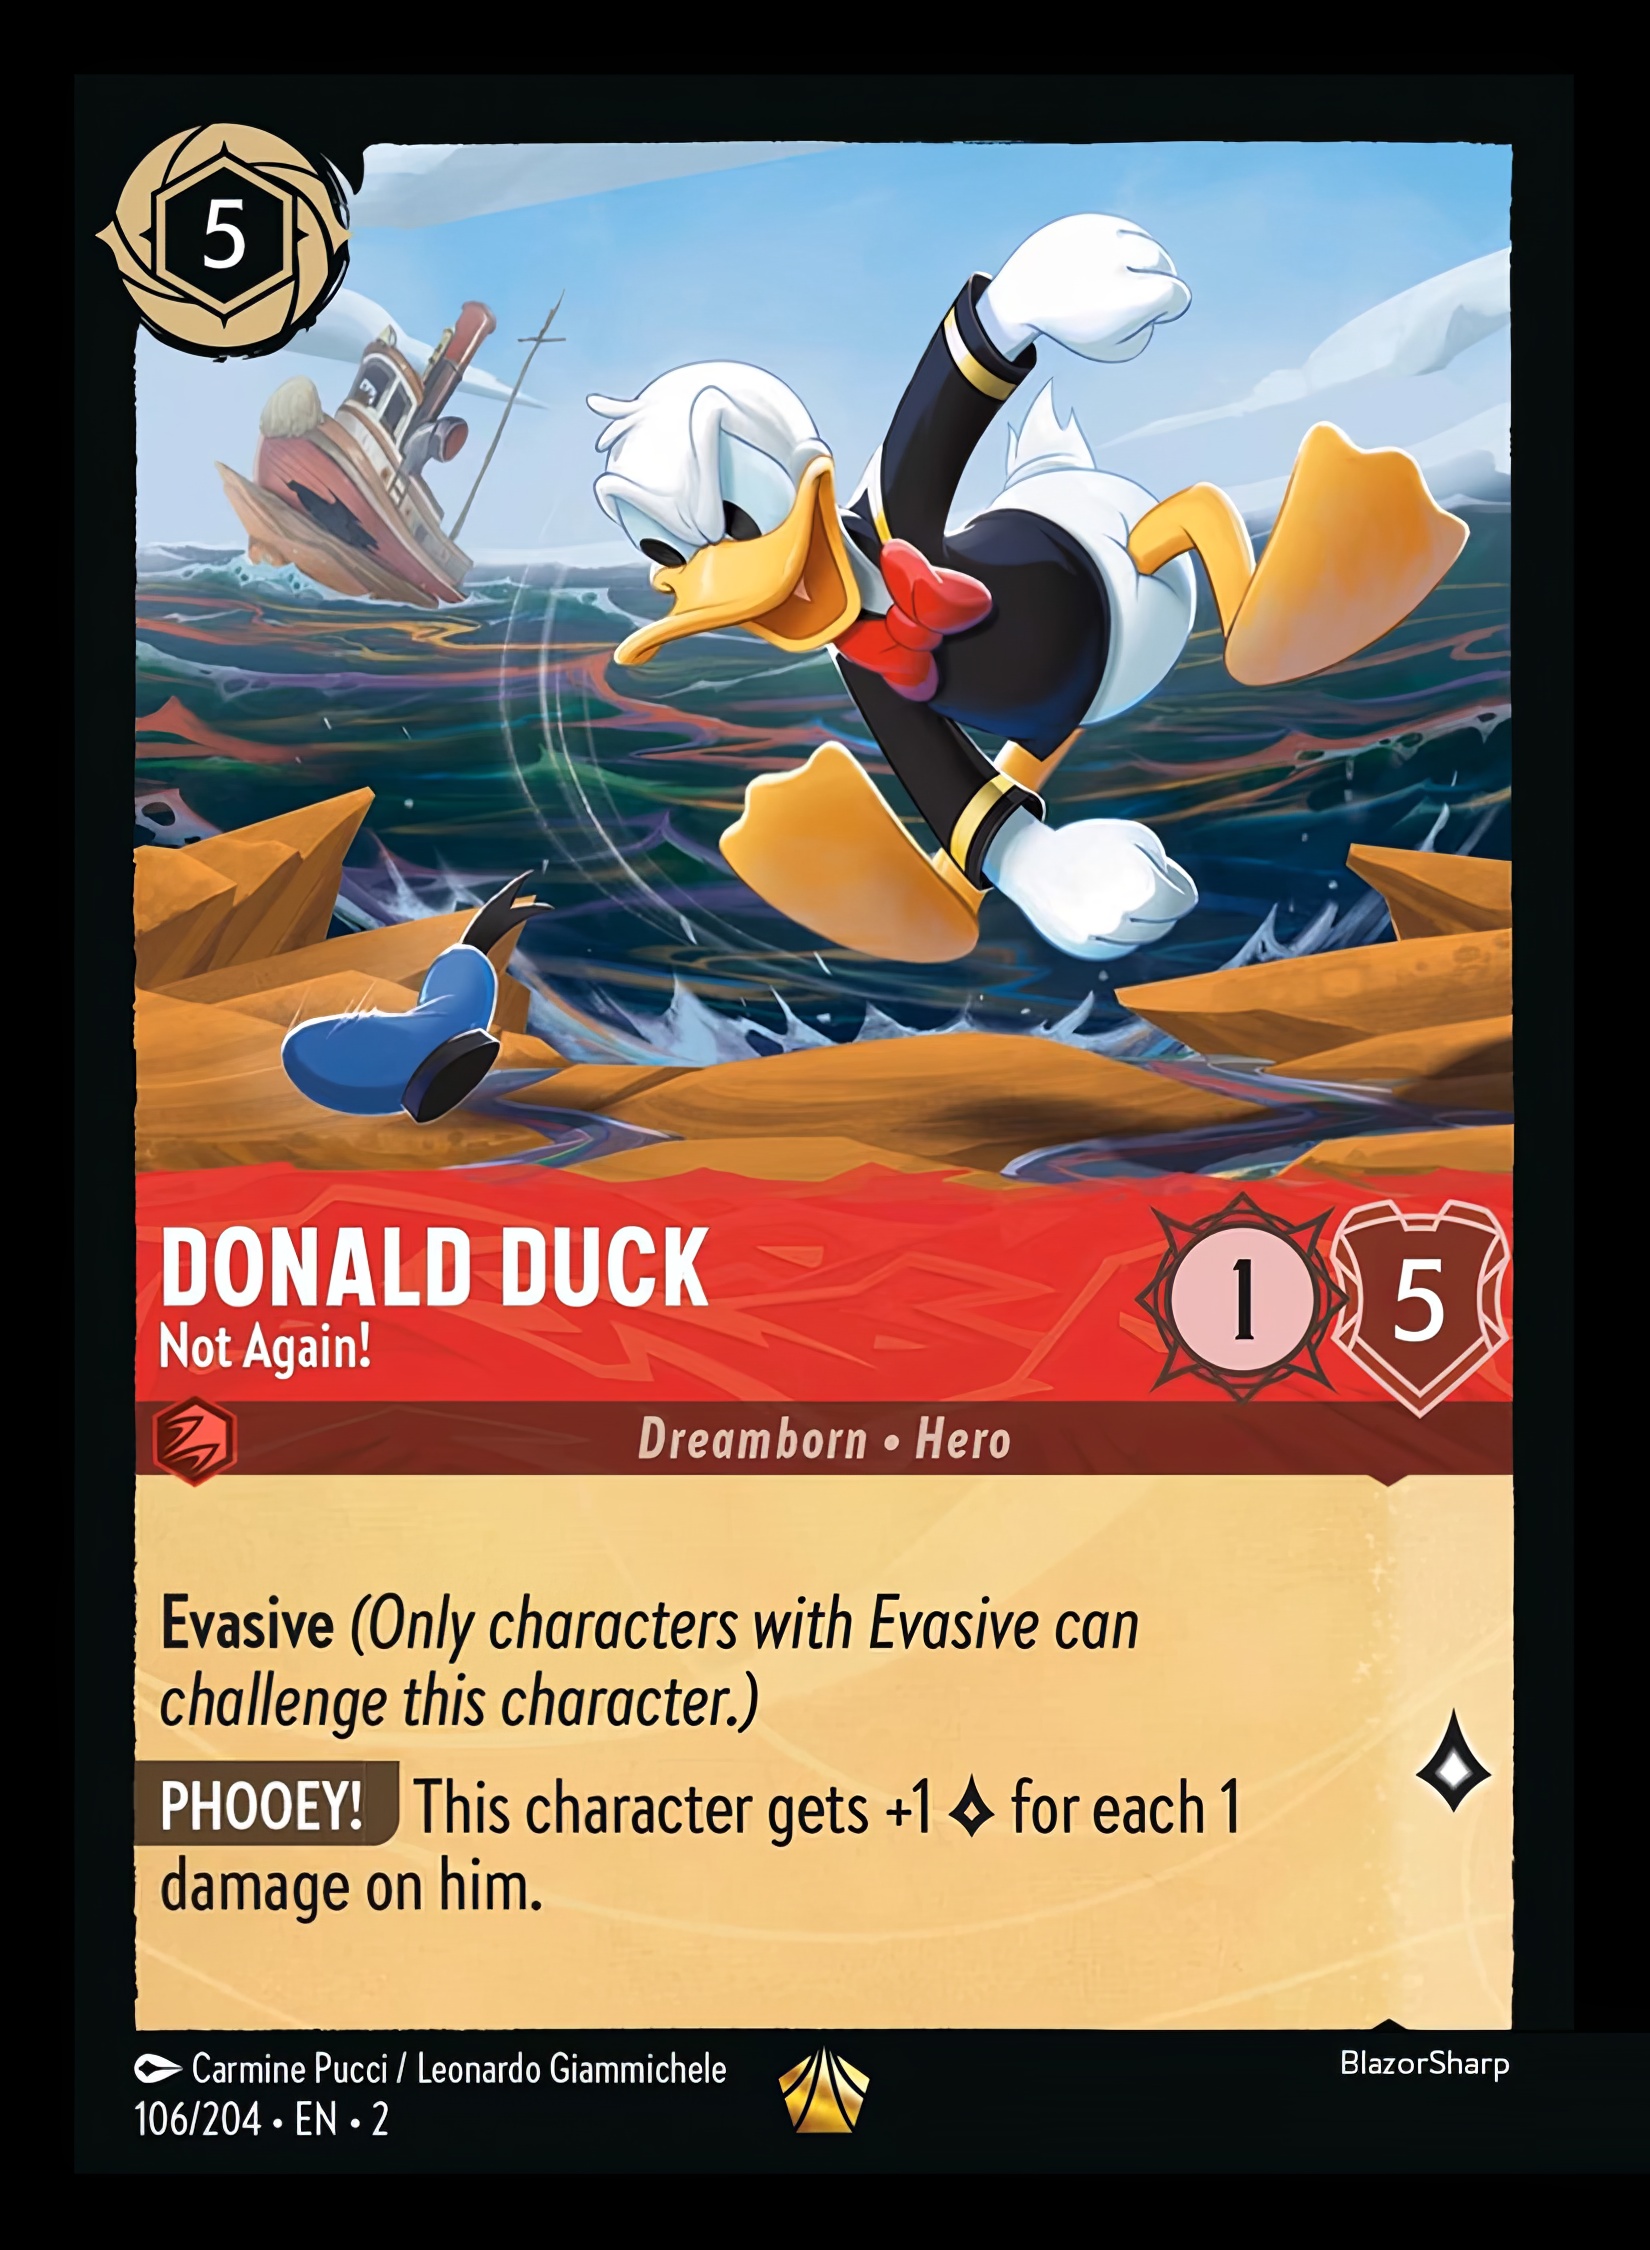 5
DONALD DUCK
Not Again!
1
5
Dreamborn • Hero
Evasive (Only characters with Evasive can
challenge this character.)
PHOOEY! This character gets +1 for each 1
damage on him.
Carmine Pucci / Leonardo Giammichele
BlazorSharp
106/204 • EN • 2